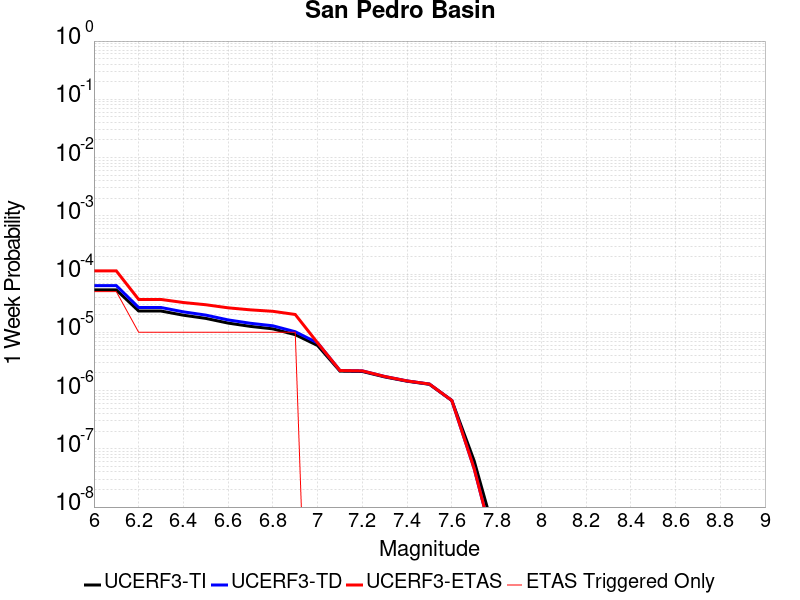 San Pedro Basin
10^0
10^-1
10^-2
10^-3
10^-4
10^-5
10^-6
10^-7
10^-8
1 Week Probability
6 6.2 6.4 6.6 6.8 7 7.2 7.4 7.6 7.8 8 8.2 8.4 8.6 8.8 9
Magnitude
UCERF3-TI UCERF3-TD UCERF3-ETAS ETAS Triggered Only